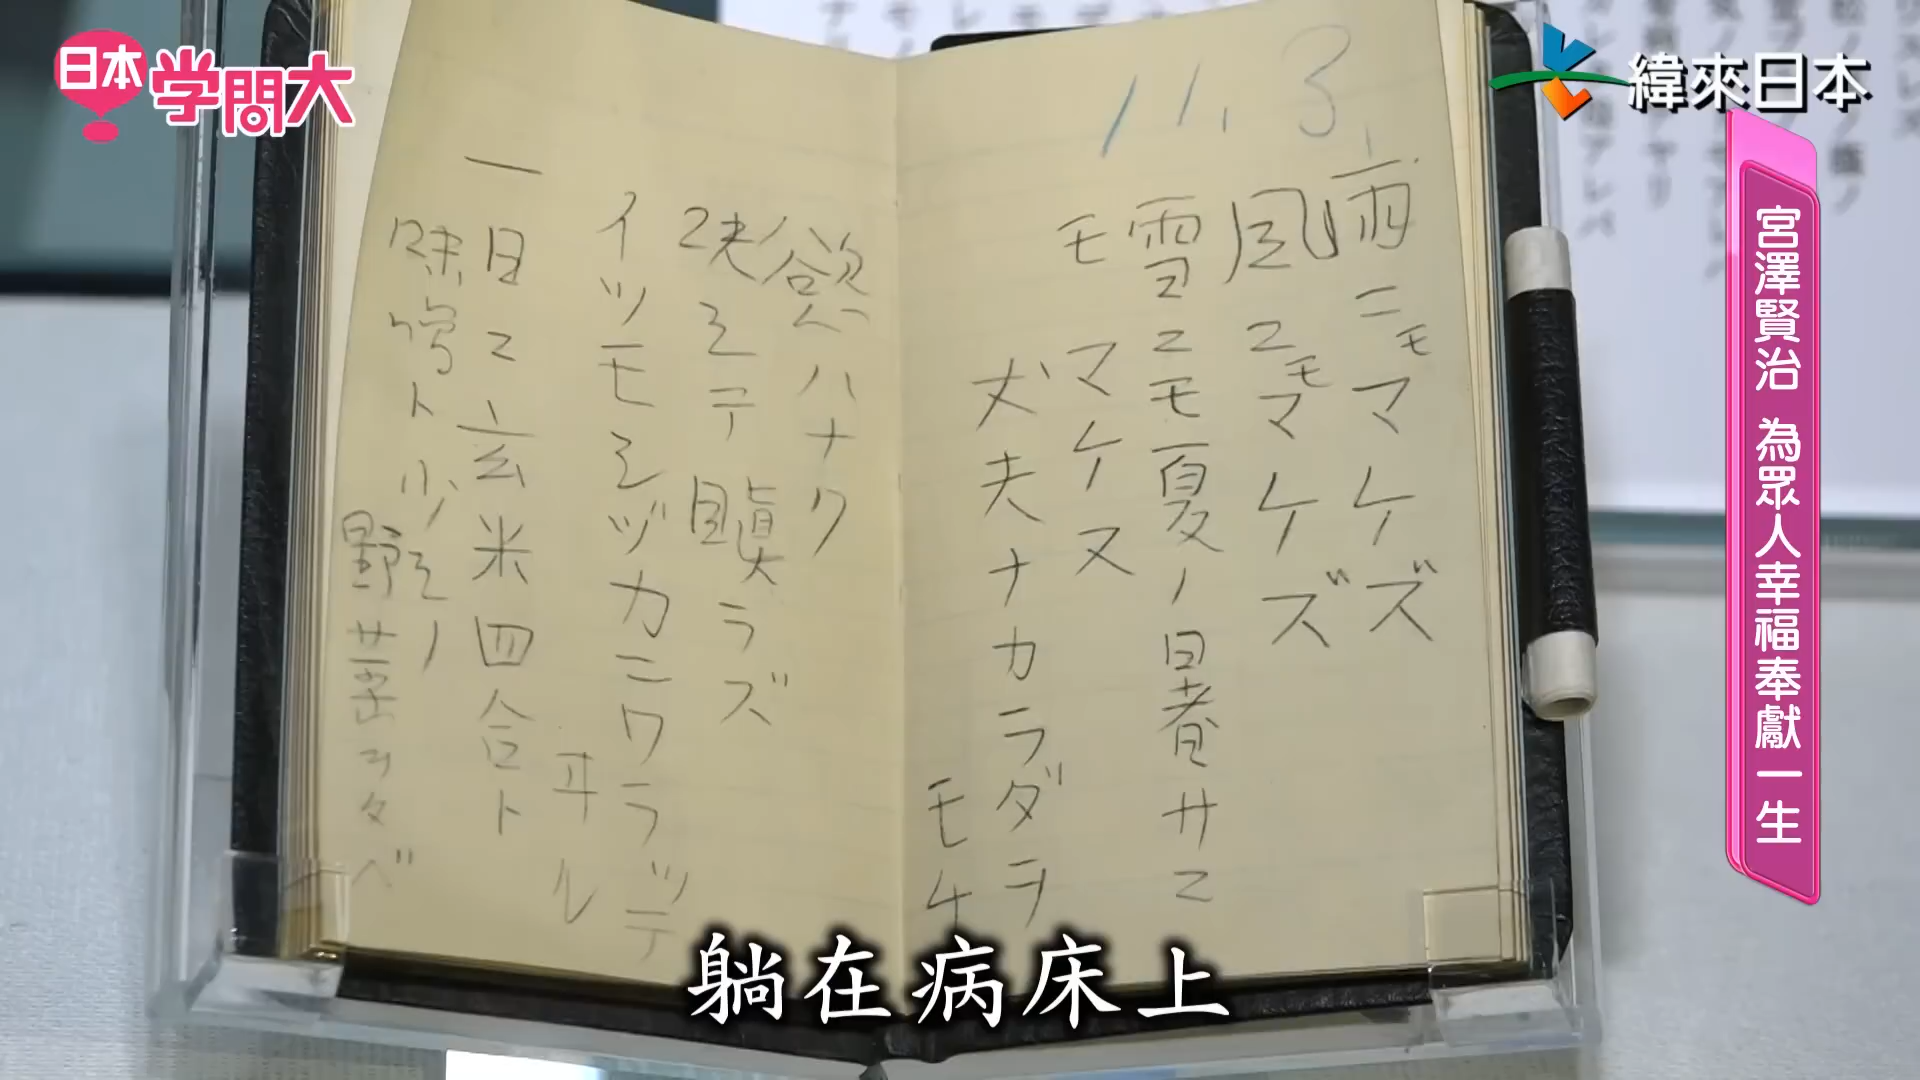 日本学問大
緯來日本
宮澤賢治 為眾人幸福奉獻一生
11.3.
雨ニモマケズ
風ニモマケズ
雪ニモ夏ノ暑サニ
モマケヌ
丈夫ナカラダヲ
モチ
慾ハナク
決シテ瞋ラズ
イツモシヅカニワラッテ
ヰル
一日ニ玄米四合ト
味噌ト少シノ
野菜ヲタベ
躺在病床上